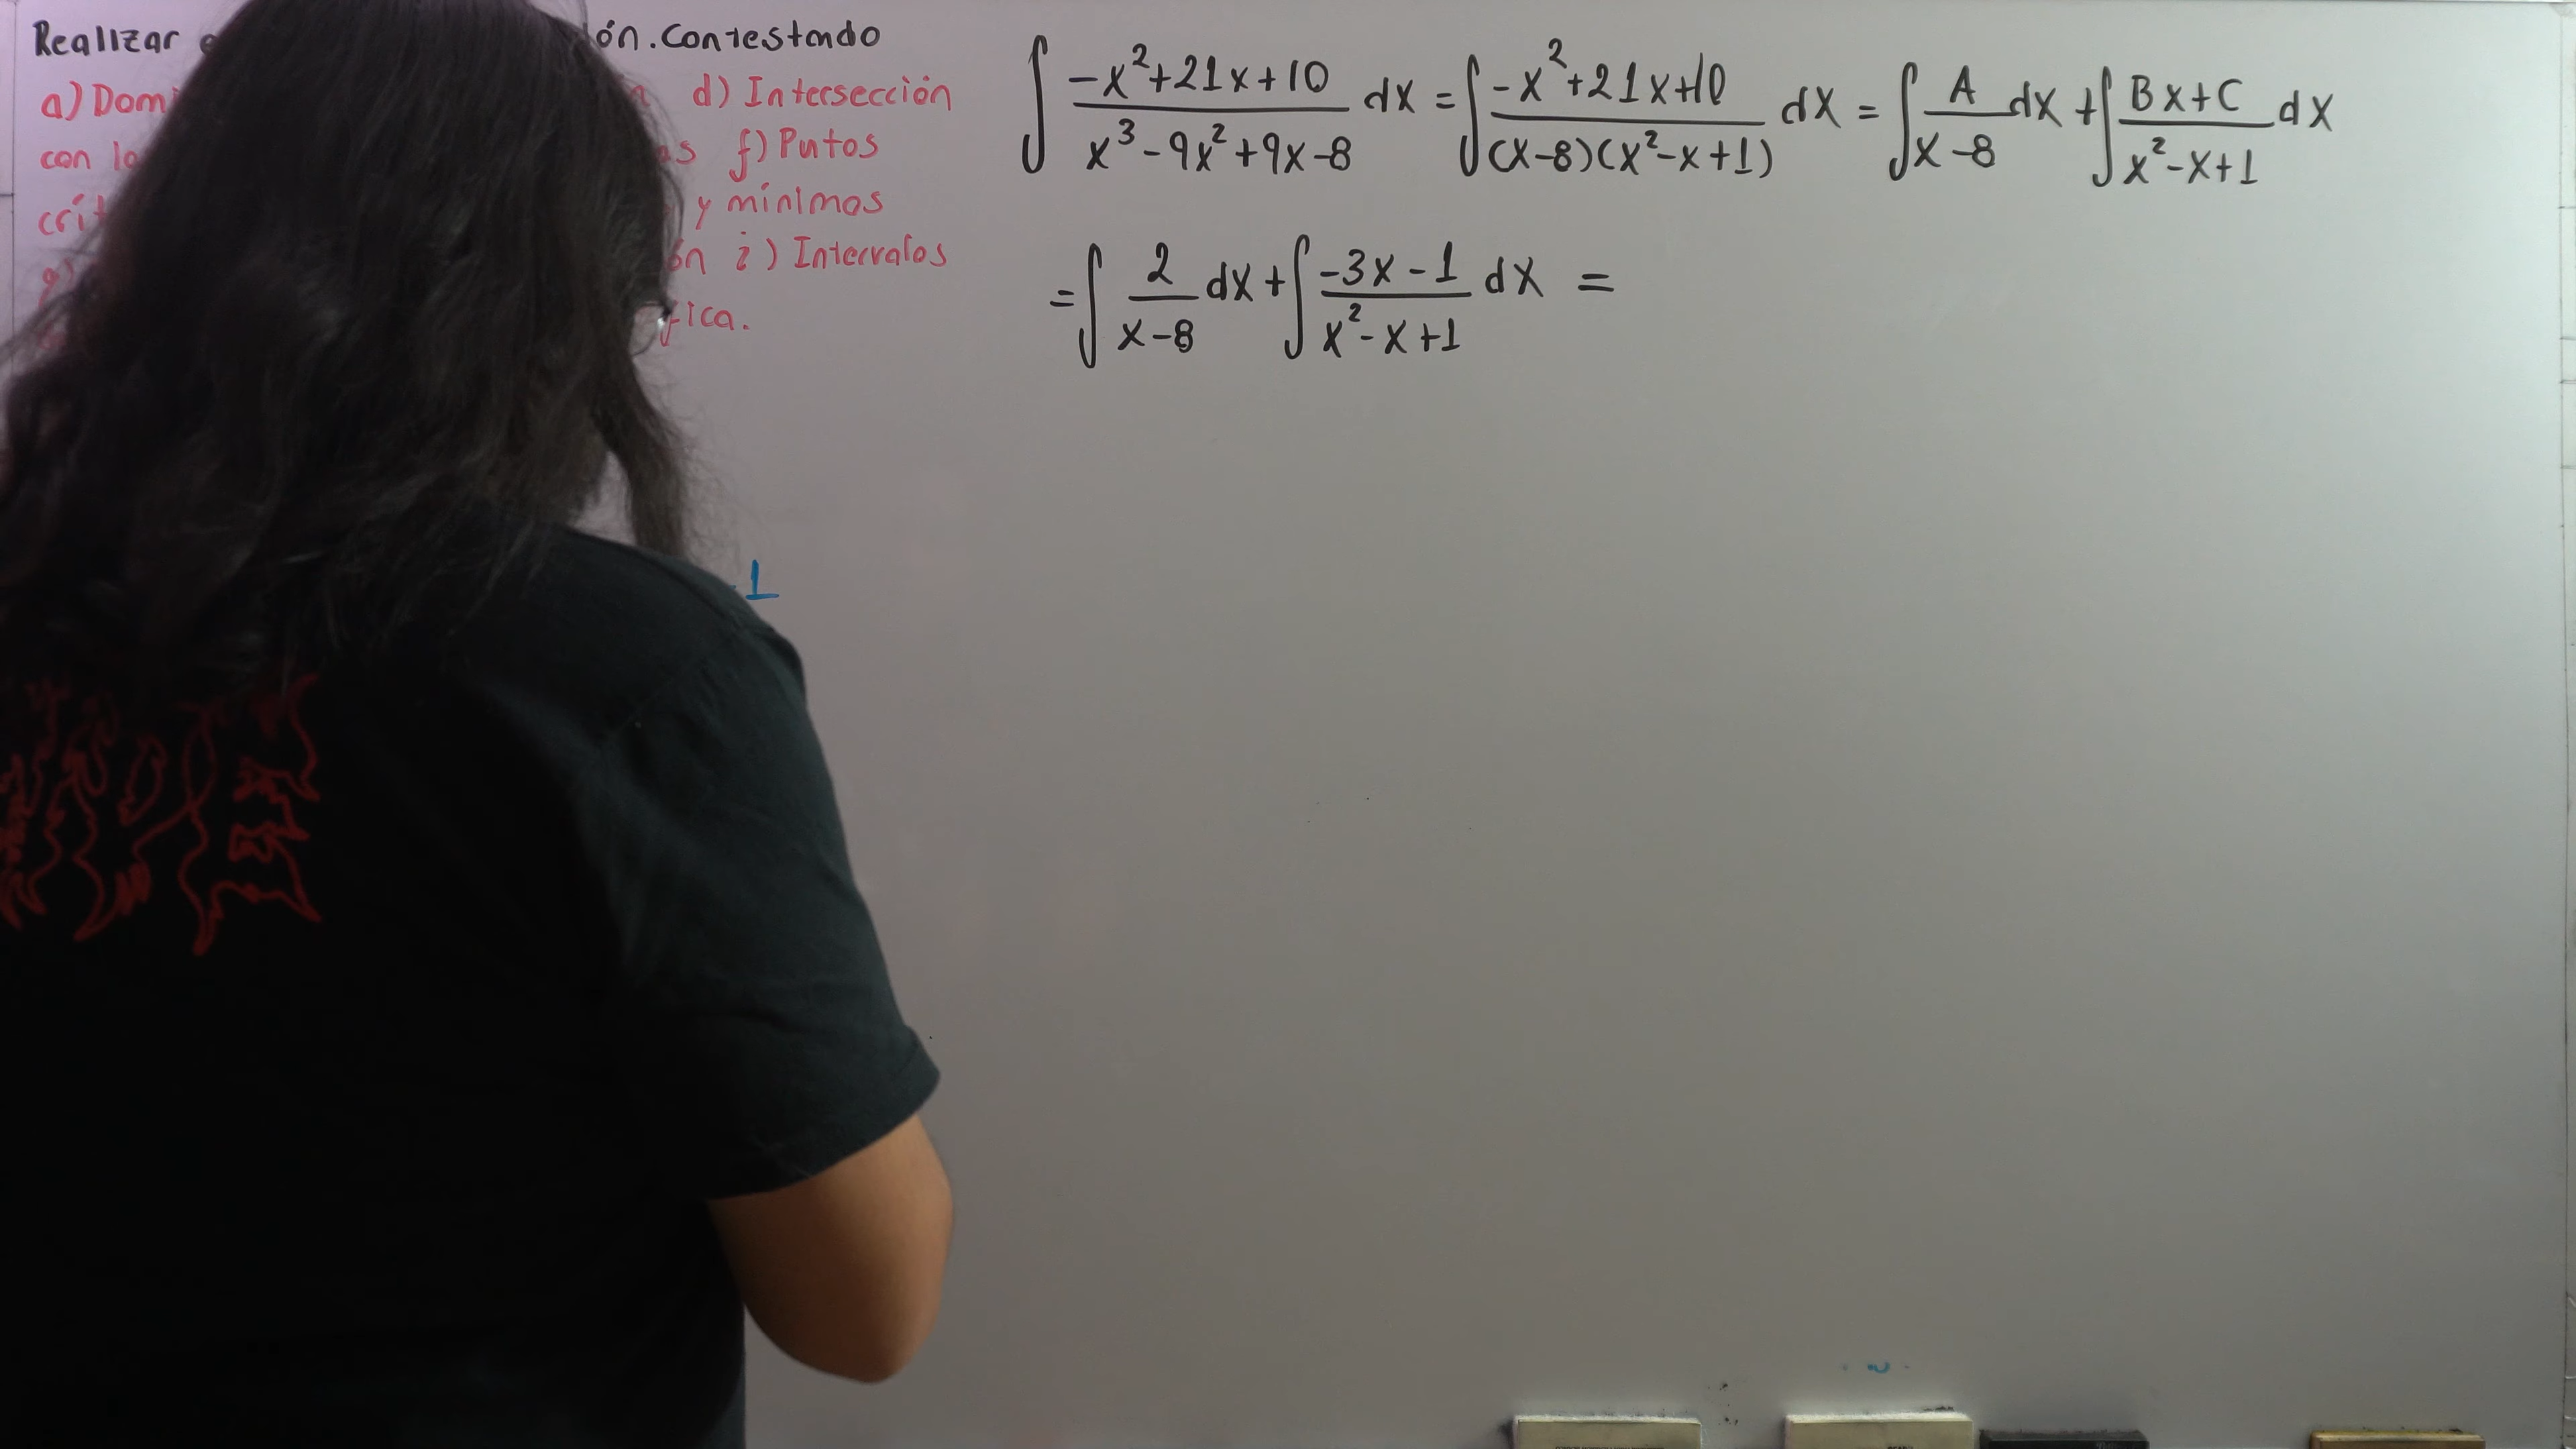 Realizar ón. Contestando
a) Dom d) Intersección
con la as f) Putos
crít y mínimos
ón i) Intervalos
fica.
-1
∫ (-x²+21x+10)/(x³-9x²+9x-8) dx = ∫ (-x²+21x+10)/((x-8)(x²-x+1)) dx = ∫ A/(x-8) dx + ∫ (Bx+C)/(x²-x+1) dx
= ∫ 2/(x-8) dx + ∫ (-3x-1)/(x²-x+1) dx =